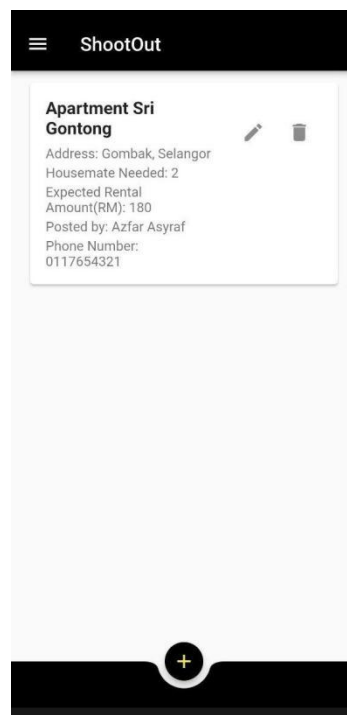 ShootOut
Apartment Sri
Gontong
Address: Gombak, Selangor
Housemate Needed: 2
Expected Rental
Amount(RM): 180
Posted by: Azfar Asyraf
Phone Number:
0117654321
+